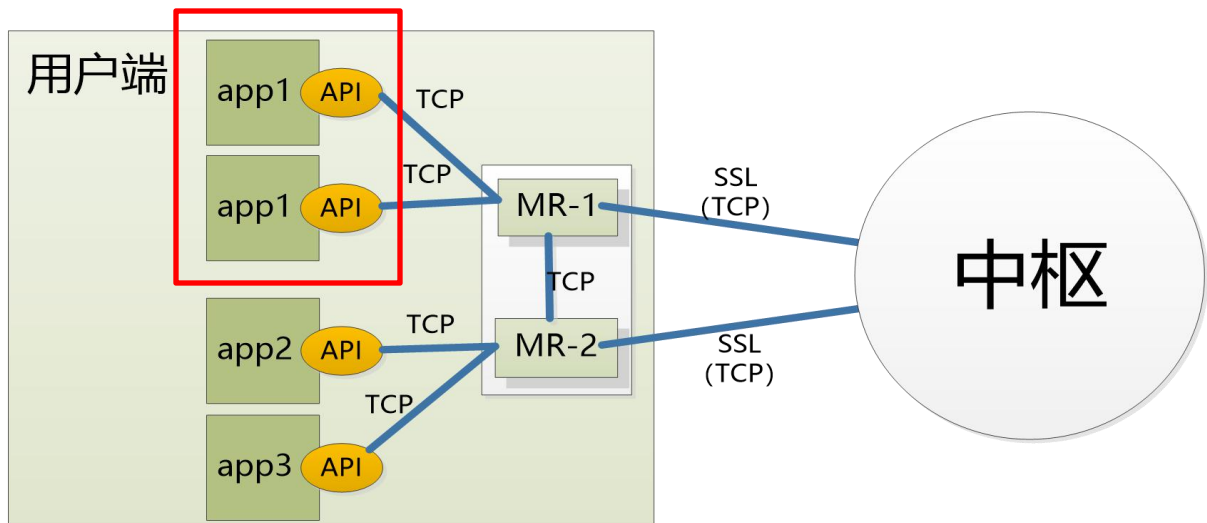 用户端
app1
API
TCP
app1
API
TCP
MR-1
SSL
(TCP)
中枢
TCP
app2
API
TCP
MR-2
SSL
(TCP)
TCP
app3
API